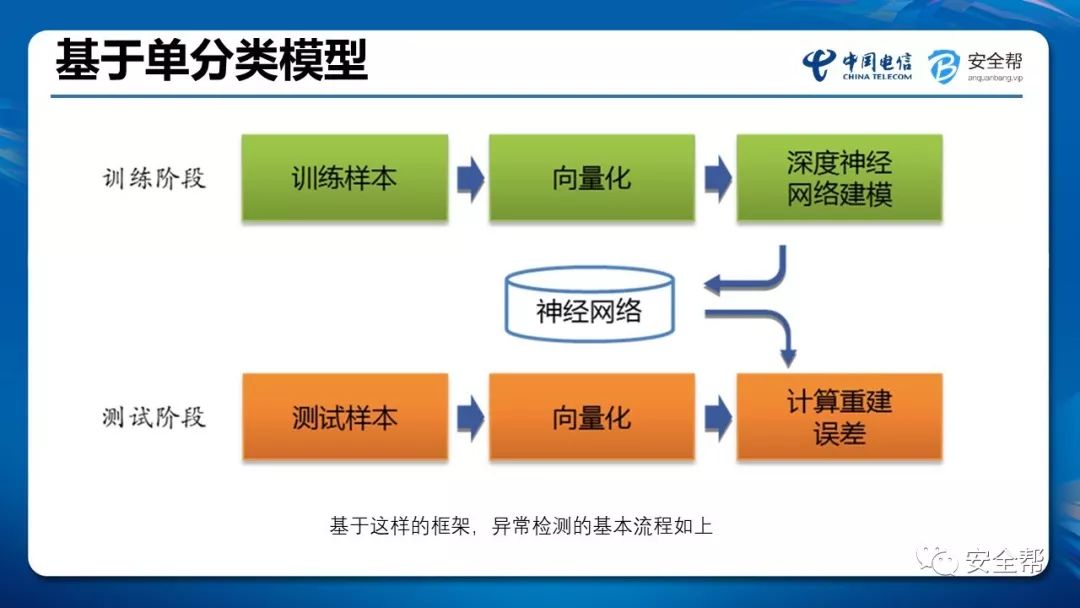 基于单分类模型
中国电信
CHINA TELECOM
安全帮
anquanbang.vip
训练阶段
训练样本
向量化
深度神经
网络建模
神经网络
测试阶段
测试样本
向量化
计算重建
误差
基于这样的框架，异常检测的基本流程如上
安全帮